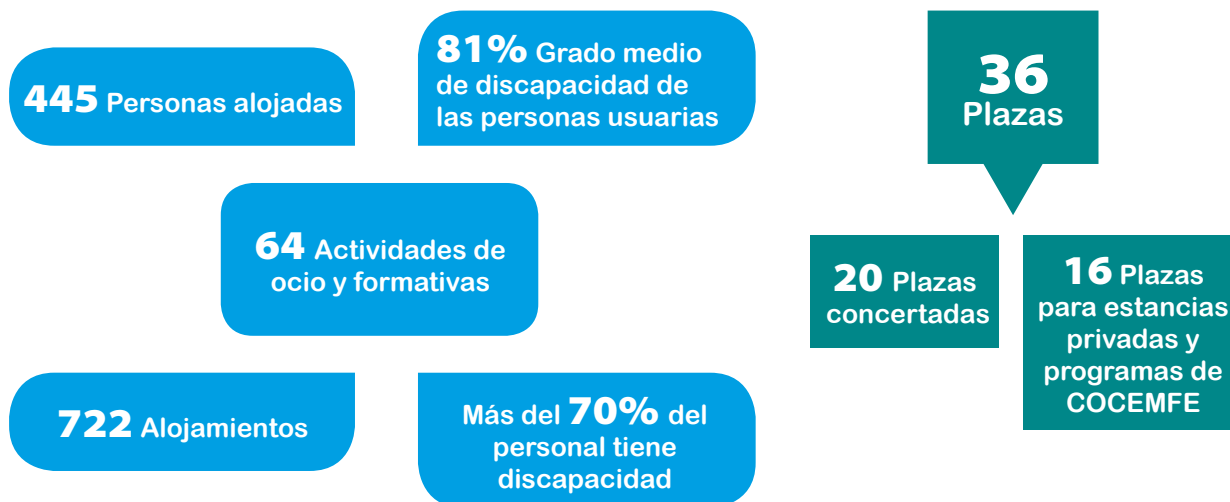 445 Personas alojadas
81% Grado medio
de discapacidad de
las personas usuarias
64 Actividades de
ocio y formativas
722 Alojamientos
Más del 70% del
personal tiene
discapacidad
36
Plazas
20 Plazas
concertadas
16 Plazas
para estancias
privadas y
programas de
COCEMFE